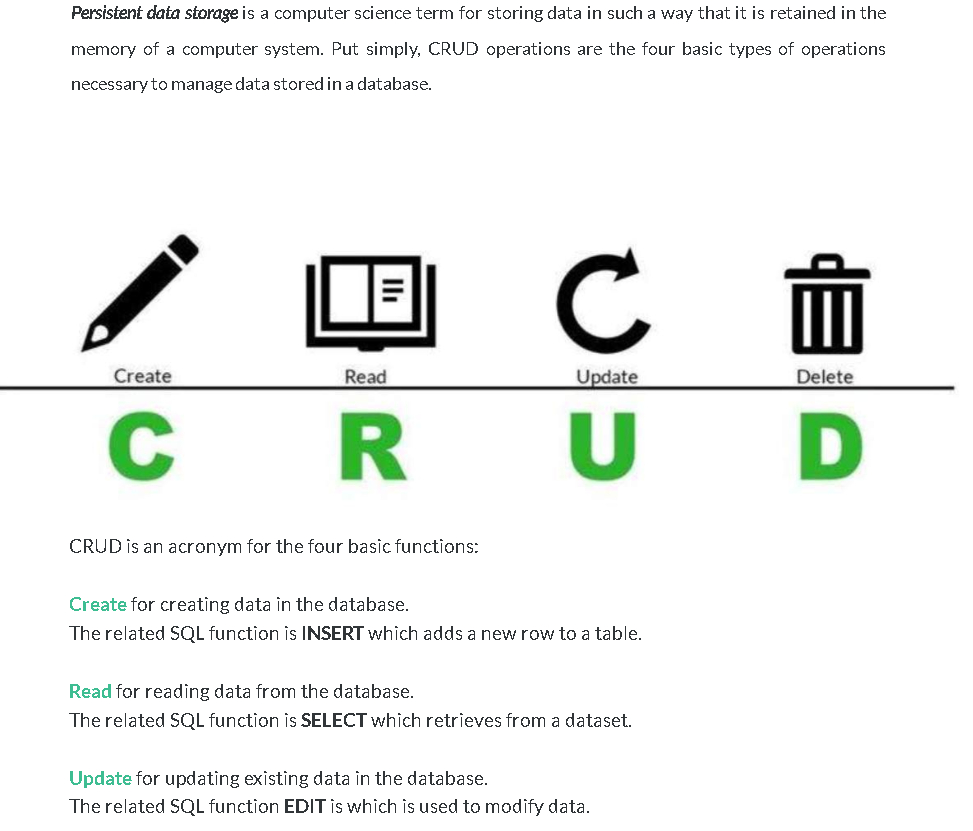 Persistent data storage is a computer science term for storing data in such a way that it is retained in the
memory of a computer system. Put simply, CRUD operations are the four basic types of operations
necessary to manage data stored in a database.
Create Read Update Delete
C R U D
CRUD is an acronym for the four basic functions:
Create for creating data in the database.
The related SQL function is INSERT which adds a new row to a table.
Read for reading data from the database.
The related SQL function is SELECT which retrieves from a dataset.
Update for updating existing data in the database.
The related SQL function EDIT is which is used to modify data.